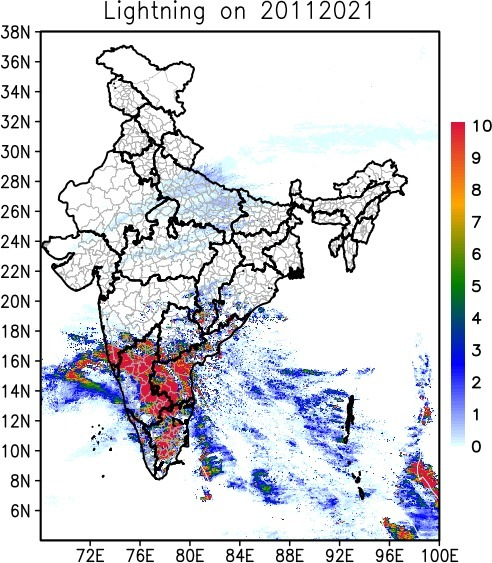 Lightning on 20112021
38N
36N
34N
32N
30N
28N
26N
24N
22N
20N
18N
16N
14N
12N
10N
8N
6N
72E 76E 80E 84E 88E 92E 96E 100E
10
9
8
7
6
5
4
3
2
1
0